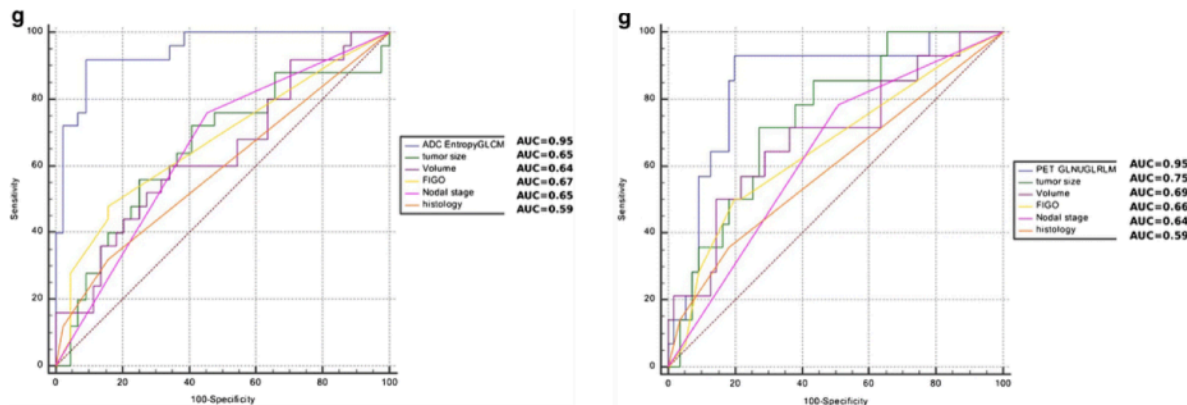 g
100
80
60
40
20
0
Sensitivity
0 20 40 60 80 100
100-Specificity
ADC EntropyGLCM AUC=0.95
tumor size AUC=0.65
Volume AUC=0.64
FIGO AUC=0.67
Nodal stage AUC=0.65
histology AUC=0.59
g
100
80
60
40
20
0
Sensitivity
0 20 40 60 80 100
100-Specificity
PET GLNUGLRLM AUC=0.95
tumor size AUC=0.75
Volume AUC=0.69
FIGO AUC=0.66
Nodal stage AUC=0.64
histology AUC=0.59